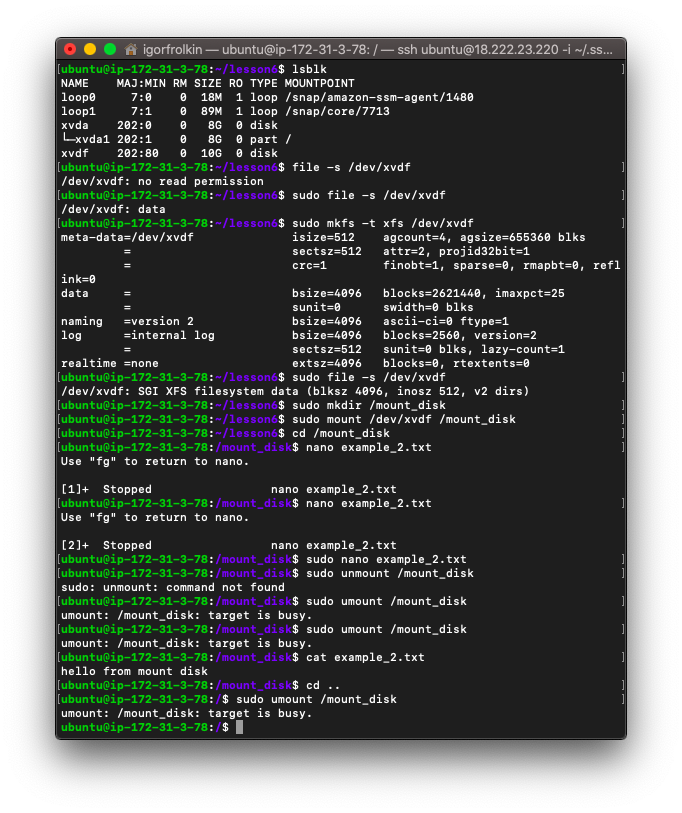 igorfrolkin — ubuntu@ip-172-31-3-78: / — ssh ubuntu@18.222.23.220 -i ~/.ss...
[ubuntu@ip-172-31-3-78:~/lesson6$ lsblk ]
NAME    MAJ:MIN RM SIZE RO TYPE MOUNTPOINT
loop0     7:0    0  18M  1 loop /snap/amazon-ssm-agent/1480
loop1     7:1    0  89M  1 loop /snap/core/7713
xvda    202:0    0   8G  0 disk
└─xvda1 202:1    0   8G  0 part /
xvdf    202:80   0  10G  0 disk
[ubuntu@ip-172-31-3-78:~/lesson6$ file -s /dev/xvdf ]
/dev/xvdf: no read permission
[ubuntu@ip-172-31-3-78:~/lesson6$ sudo file -s /dev/xvdf ]
/dev/xvdf: data
[ubuntu@ip-172-31-3-78:~/lesson6$ sudo mkfs -t xfs /dev/xvdf ]
meta-data=/dev/xvdf              isize=512    agcount=4, agsize=655360 blks
         =                       sectsz=512   attr=2, projid32bit=1
         =                       crc=1        finobt=1, sparse=0, rmapbt=0, refl
ink=0
data     =                       bsize=4096   blocks=2621440, imaxpct=25
         =                       sunit=0      swidth=0 blks
naming   =version 2              bsize=4096   ascii-ci=0 ftype=1
log      =internal log           bsize=4096   blocks=2560, version=2
         =                       sectsz=512   sunit=0 blks, lazy-count=1
realtime =none                   extsz=4096   blocks=0, rtextents=0
[ubuntu@ip-172-31-3-78:~/lesson6$ sudo file -s /dev/xvdf ]
/dev/xvdf: SGI XFS filesystem data (blksz 4096, inosz 512, v2 dirs)
[ubuntu@ip-172-31-3-78:~/lesson6$ sudo mkdir /mount_disk ]
[ubuntu@ip-172-31-3-78:~/lesson6$ sudo mount /dev/xvdf /mount_disk ]
[ubuntu@ip-172-31-3-78:~/lesson6$ cd /mount_disk ]
[ubuntu@ip-172-31-3-78:/mount_disk$ nano example_2.txt ]
Use "fg" to return to nano.
[1]+  Stopped                 nano example_2.txt
[ubuntu@ip-172-31-3-78:/mount_disk$ nano example_2.txt ]
Use "fg" to return to nano.
[2]+  Stopped                 nano example_2.txt
[ubuntu@ip-172-31-3-78:/mount_disk$ sudo nano example_2.txt ]
[ubuntu@ip-172-31-3-78:/mount_disk$ sudo unmount /mount_disk ]
sudo: unmount: command not found
[ubuntu@ip-172-31-3-78:/mount_disk$ sudo umount /mount_disk ]
umount: /mount_disk: target is busy.
[ubuntu@ip-172-31-3-78:/mount_disk$ sudo umount /mount_disk ]
umount: /mount_disk: target is busy.
[ubuntu@ip-172-31-3-78:/mount_disk$ cat example_2.txt ]
hello from mount disk
[ubuntu@ip-172-31-3-78:/mount_disk$ cd .. ]
[ubuntu@ip-172-31-3-78:/$ sudo umount /mount_disk ]
umount: /mount_disk: target is busy.
ubuntu@ip-172-31-3-78:/$